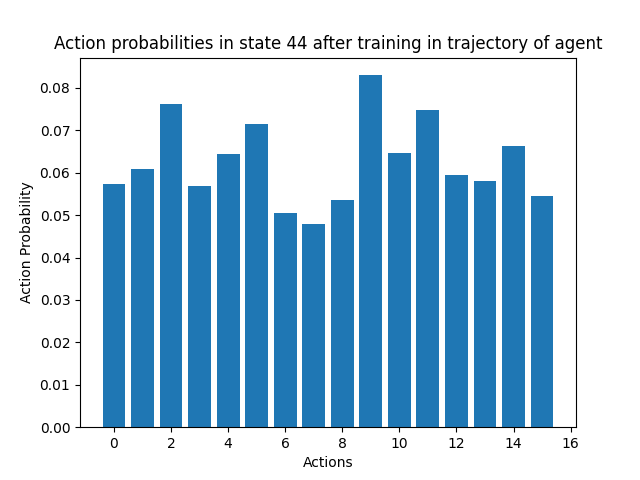 Action probabilities in state 44 after training in trajectory of agent
0.08
0.07
0.06
0.05
0.04
0.03
0.02
0.01
0.00
Action Probability
0 2 4 6 8 10 12 14 16
Actions